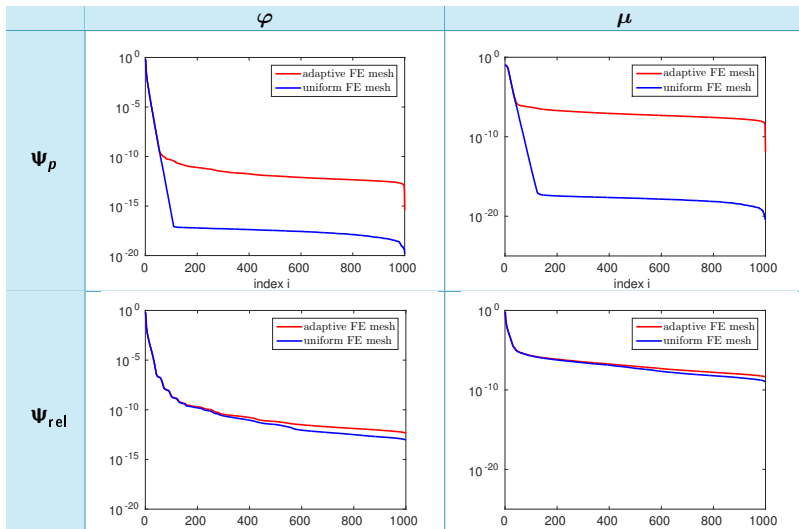 φ
μ
Ψp
10^0
10^-5
10^-10
10^-15
10^-20
adaptive FE mesh
uniform FE mesh
0 200 400 600 800 1000
index i
10^0
10^-10
10^-20
adaptive FE mesh
uniform FE mesh
0 200 400 600 800 1000
index i
Ψrel
10^0
10^-5
10^-10
10^-15
10^-20
adaptive FE mesh
uniform FE mesh
0 200 400 600 800 1000
10^0
10^-10
10^-20
adaptive FE mesh
uniform FE mesh
0 200 400 600 800 1000